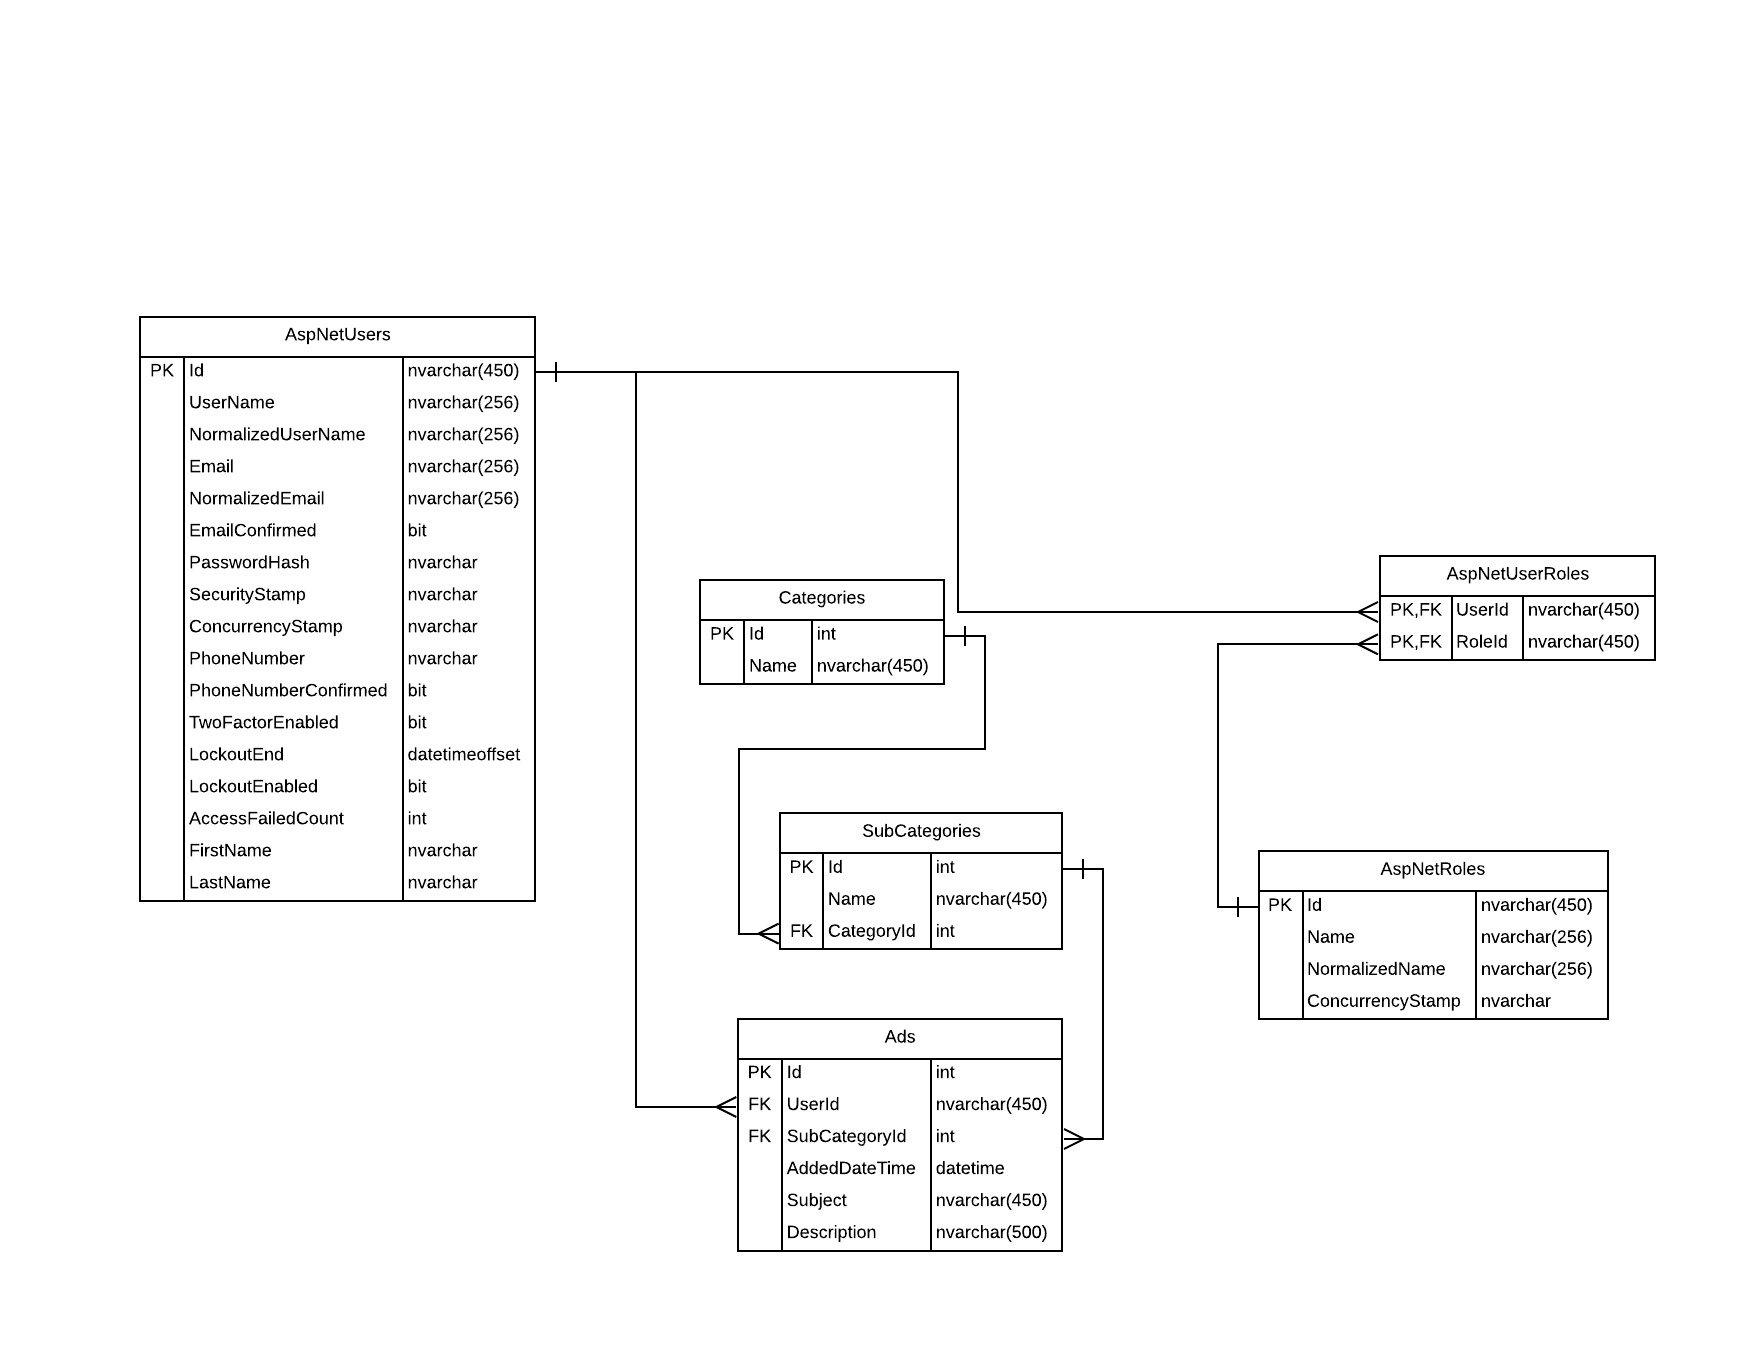 AspNetUsers
PK Id nvarchar(450)
UserName nvarchar(256)
NormalizedUserName nvarchar(256)
Email nvarchar(256)
NormalizedEmail nvarchar(256)
EmailConfirmed bit
PasswordHash nvarchar
SecurityStamp nvarchar
ConcurrencyStamp nvarchar
PhoneNumber nvarchar
PhoneNumberConfirmed bit
TwoFactorEnabled bit
LockoutEnd datetimeoffset
LockoutEnabled bit
AccessFailedCount int
FirstName nvarchar
LastName nvarchar
Categories
PK Id int
Name nvarchar(450)
SubCategories
PK Id int
Name nvarchar(450)
FK CategoryId int
Ads
PK Id int
FK UserId nvarchar(450)
FK SubCategoryId int
AddedDateTime datetime
Subject nvarchar(450)
Description nvarchar(500)
AspNetUserRoles
PK,FK UserId nvarchar(450)
PK,FK RoleId nvarchar(450)
AspNetRoles
PK Id nvarchar(450)
Name nvarchar(256)
NormalizedName nvarchar(256)
ConcurrencyStamp nvarchar